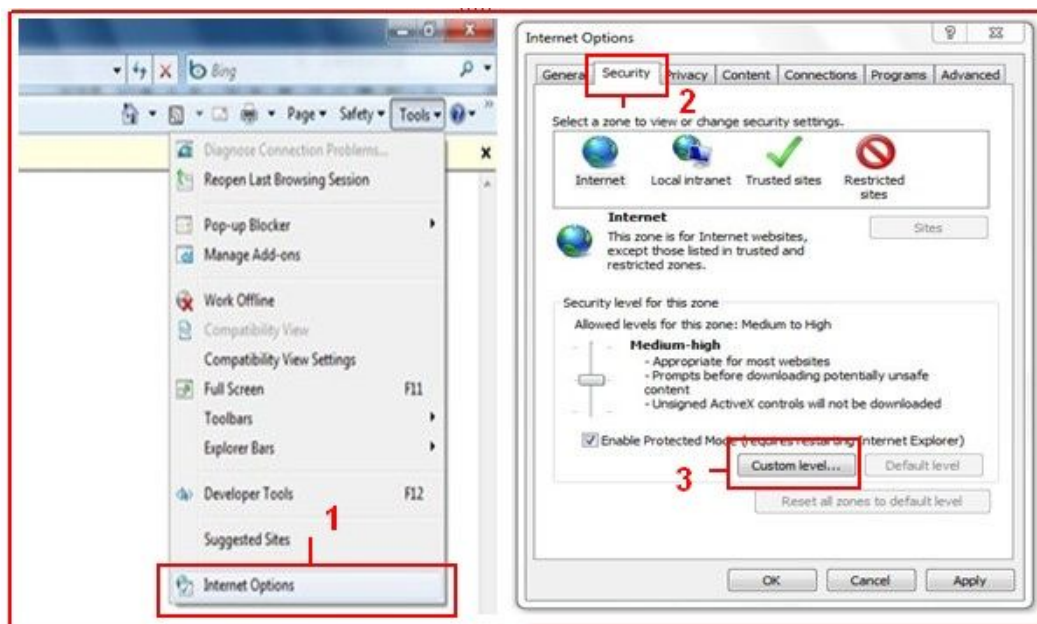 Bing
Page Safety Tools
Diagnose Connection Problems...
Reopen Last Browsing Session
Pop-up Blocker
Manage Add-ons
Work Offline
Compatibility View
Compatibility View Settings
Full Screen F11
Toolbars
Explorer Bars
Developer Tools F12
1
Suggested Sites
Internet Options
Internet Options
General Security Privacy Content Connections Programs Advanced
2
Select a zone to view or change security settings.
Internet Local intranet Trusted sites Restricted
sites
Internet
Sites
This zone is for Internet websites,
except those listed in trusted and
restricted zones.
Security level for this zone
Allowed levels for this zone: Medium to High
Medium-high
- Appropriate for most websites
- Prompts before downloading potentially unsafe
content
- Unsigned ActiveX controls will not be downloaded
Enable Protected Mode (requires restarting Internet Explorer)
3
Custom level... Default level
Reset all zones to default level
OK Cancel Apply